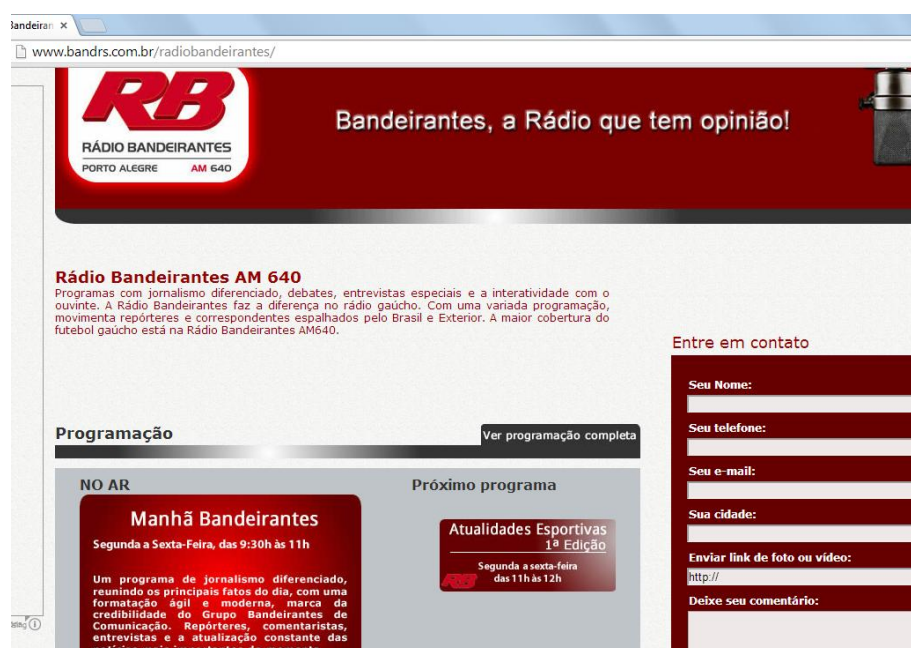 Bandeiran
www.bandrs.com.br/radiobandeirantes/
RB
RÁDIO BANDEIRANTES
PORTO ALEGRE AM 640
Bandeirantes, a Rádio que tem opinião!
Rádio Bandeirantes AM 640
Programas com jornalismo diferenciado, debates, entrevistas especiais e a interatividade com o
ouvinte. A Rádio Bandeirantes faz a diferença no rádio gaúcho. Com uma variada programação,
movimenta repórteres e correspondentes espalhados pelo Brasil e Exterior. A maior cobertura do
futebol gaúcho está na Rádio Bandeirantes AM640.
Programação
Ver programação completa
NO AR
Manhã Bandeirantes
Segunda a Sexta-Feira, das 9:30h às 11h
Um programa de jornalismo diferenciado,
reunindo os principais fatos do dia, com uma
formatação ágil e moderna, marca da
credibilidade do Grupo Bandeirantes de
Comunicação. Repórteres, comentaristas,
entrevistas e a atualização constante das
Próximo programa
Atualidades Esportivas
1ª Edição
Segunda a sexta-feira
das 11h às 12h
RB
Entre em contato
Seu Nome:
Seu telefone:
Seu e-mail:
Sua cidade:
Enviar link de foto ou vídeo:
http://
Deixe seu comentário: